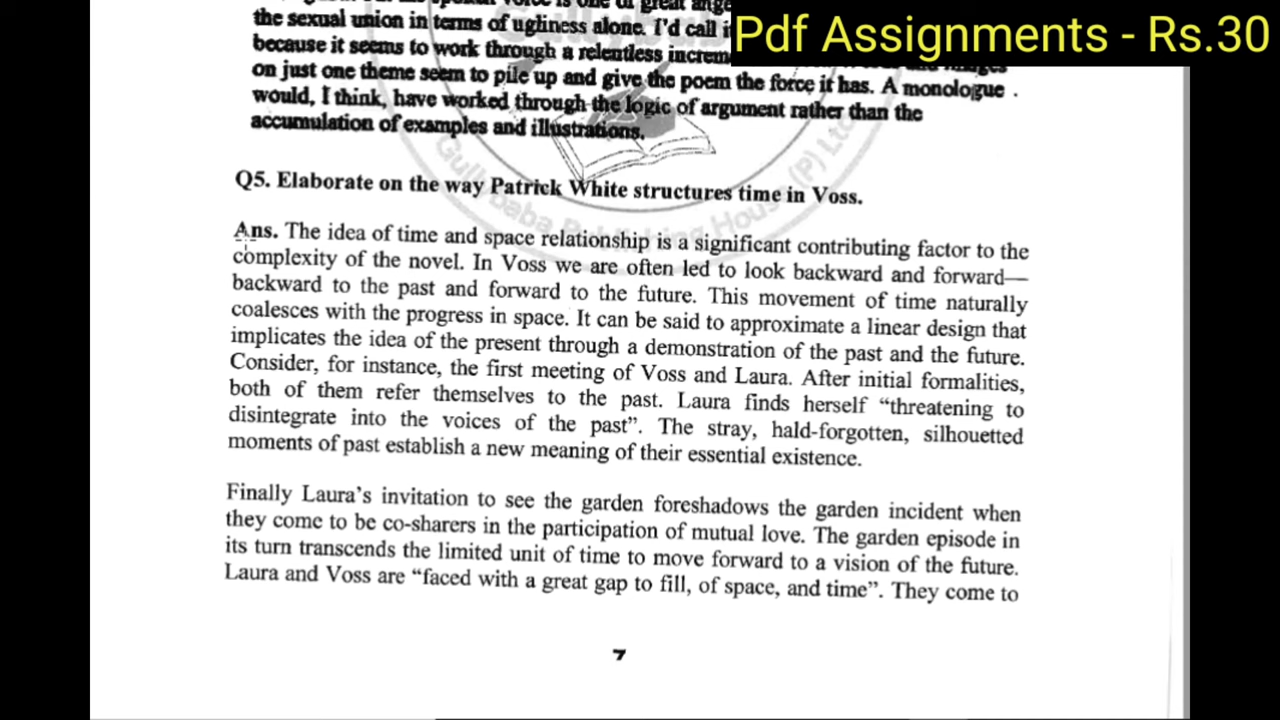 Pdf Assignments - Rs.30
the sexual union in terms of ugliness alone. I'd call i
because it seems to work through a relentless increm
on just one theme seem to pile up and give the poem the force it has. A monologue .
would, I think, have worked through the logic of argument rather than the
accumulation of examples and illustrations.
Q5. Elaborate on the way Patrick White structures time in Voss.
Ans. The idea of time and space relationship is a significant contributing factor to the
complexity of the novel. In Voss we are often led to look backward and forward—
backward to the past and forward to the future. This movement of time naturally
coalesces with the progress in space. It can be said to approximate a linear design that
implicates the idea of the present through a demonstration of the past and the future.
Consider, for instance, the first meeting of Voss and Laura. After initial formalities,
both of them refer themselves to the past. Laura finds herself “threatening to
disintegrate into the voices of the past”. The stray, hald-forgotten, silhouetted
moments of past establish a new meaning of their essential existence.
Finally Laura’s invitation to see the garden foreshadows the garden incident when
they come to be co-sharers in the participation of mutual love. The garden episode in
its turn transcends the limited unit of time to move forward to a vision of the future.
Laura and Voss are “faced with a great gap to fill, of space, and time”. They come to
7
Gullybaba Publishing House (P) Ltd